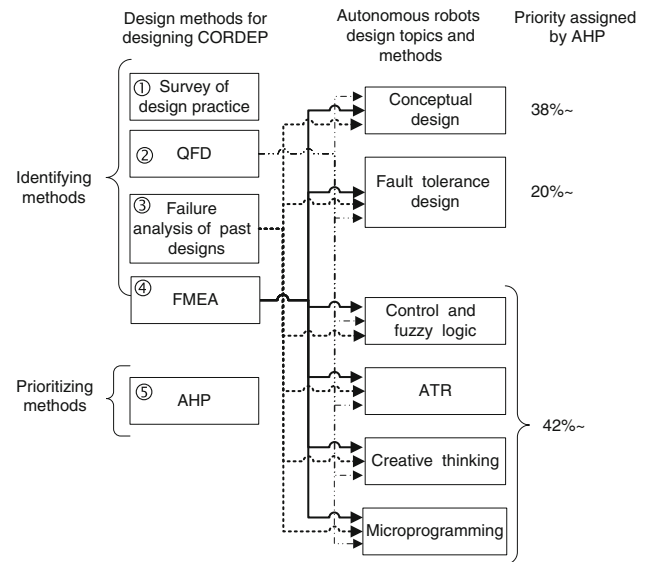 Design methods for
designing CORDEP
Autonomous robots
design topics and
methods
Priority assigned
by AHP
Identifying
methods
① Survey of
design practice
② QFD
③ Failure
analysis of past
designs
④ FMEA
Prioritizing
methods
⑤ AHP
Conceptual
design
38%~
Fault tolerance
design
20%~
Control and
fuzzy logic
ATR
Creative thinking
Microprogramming
42%~